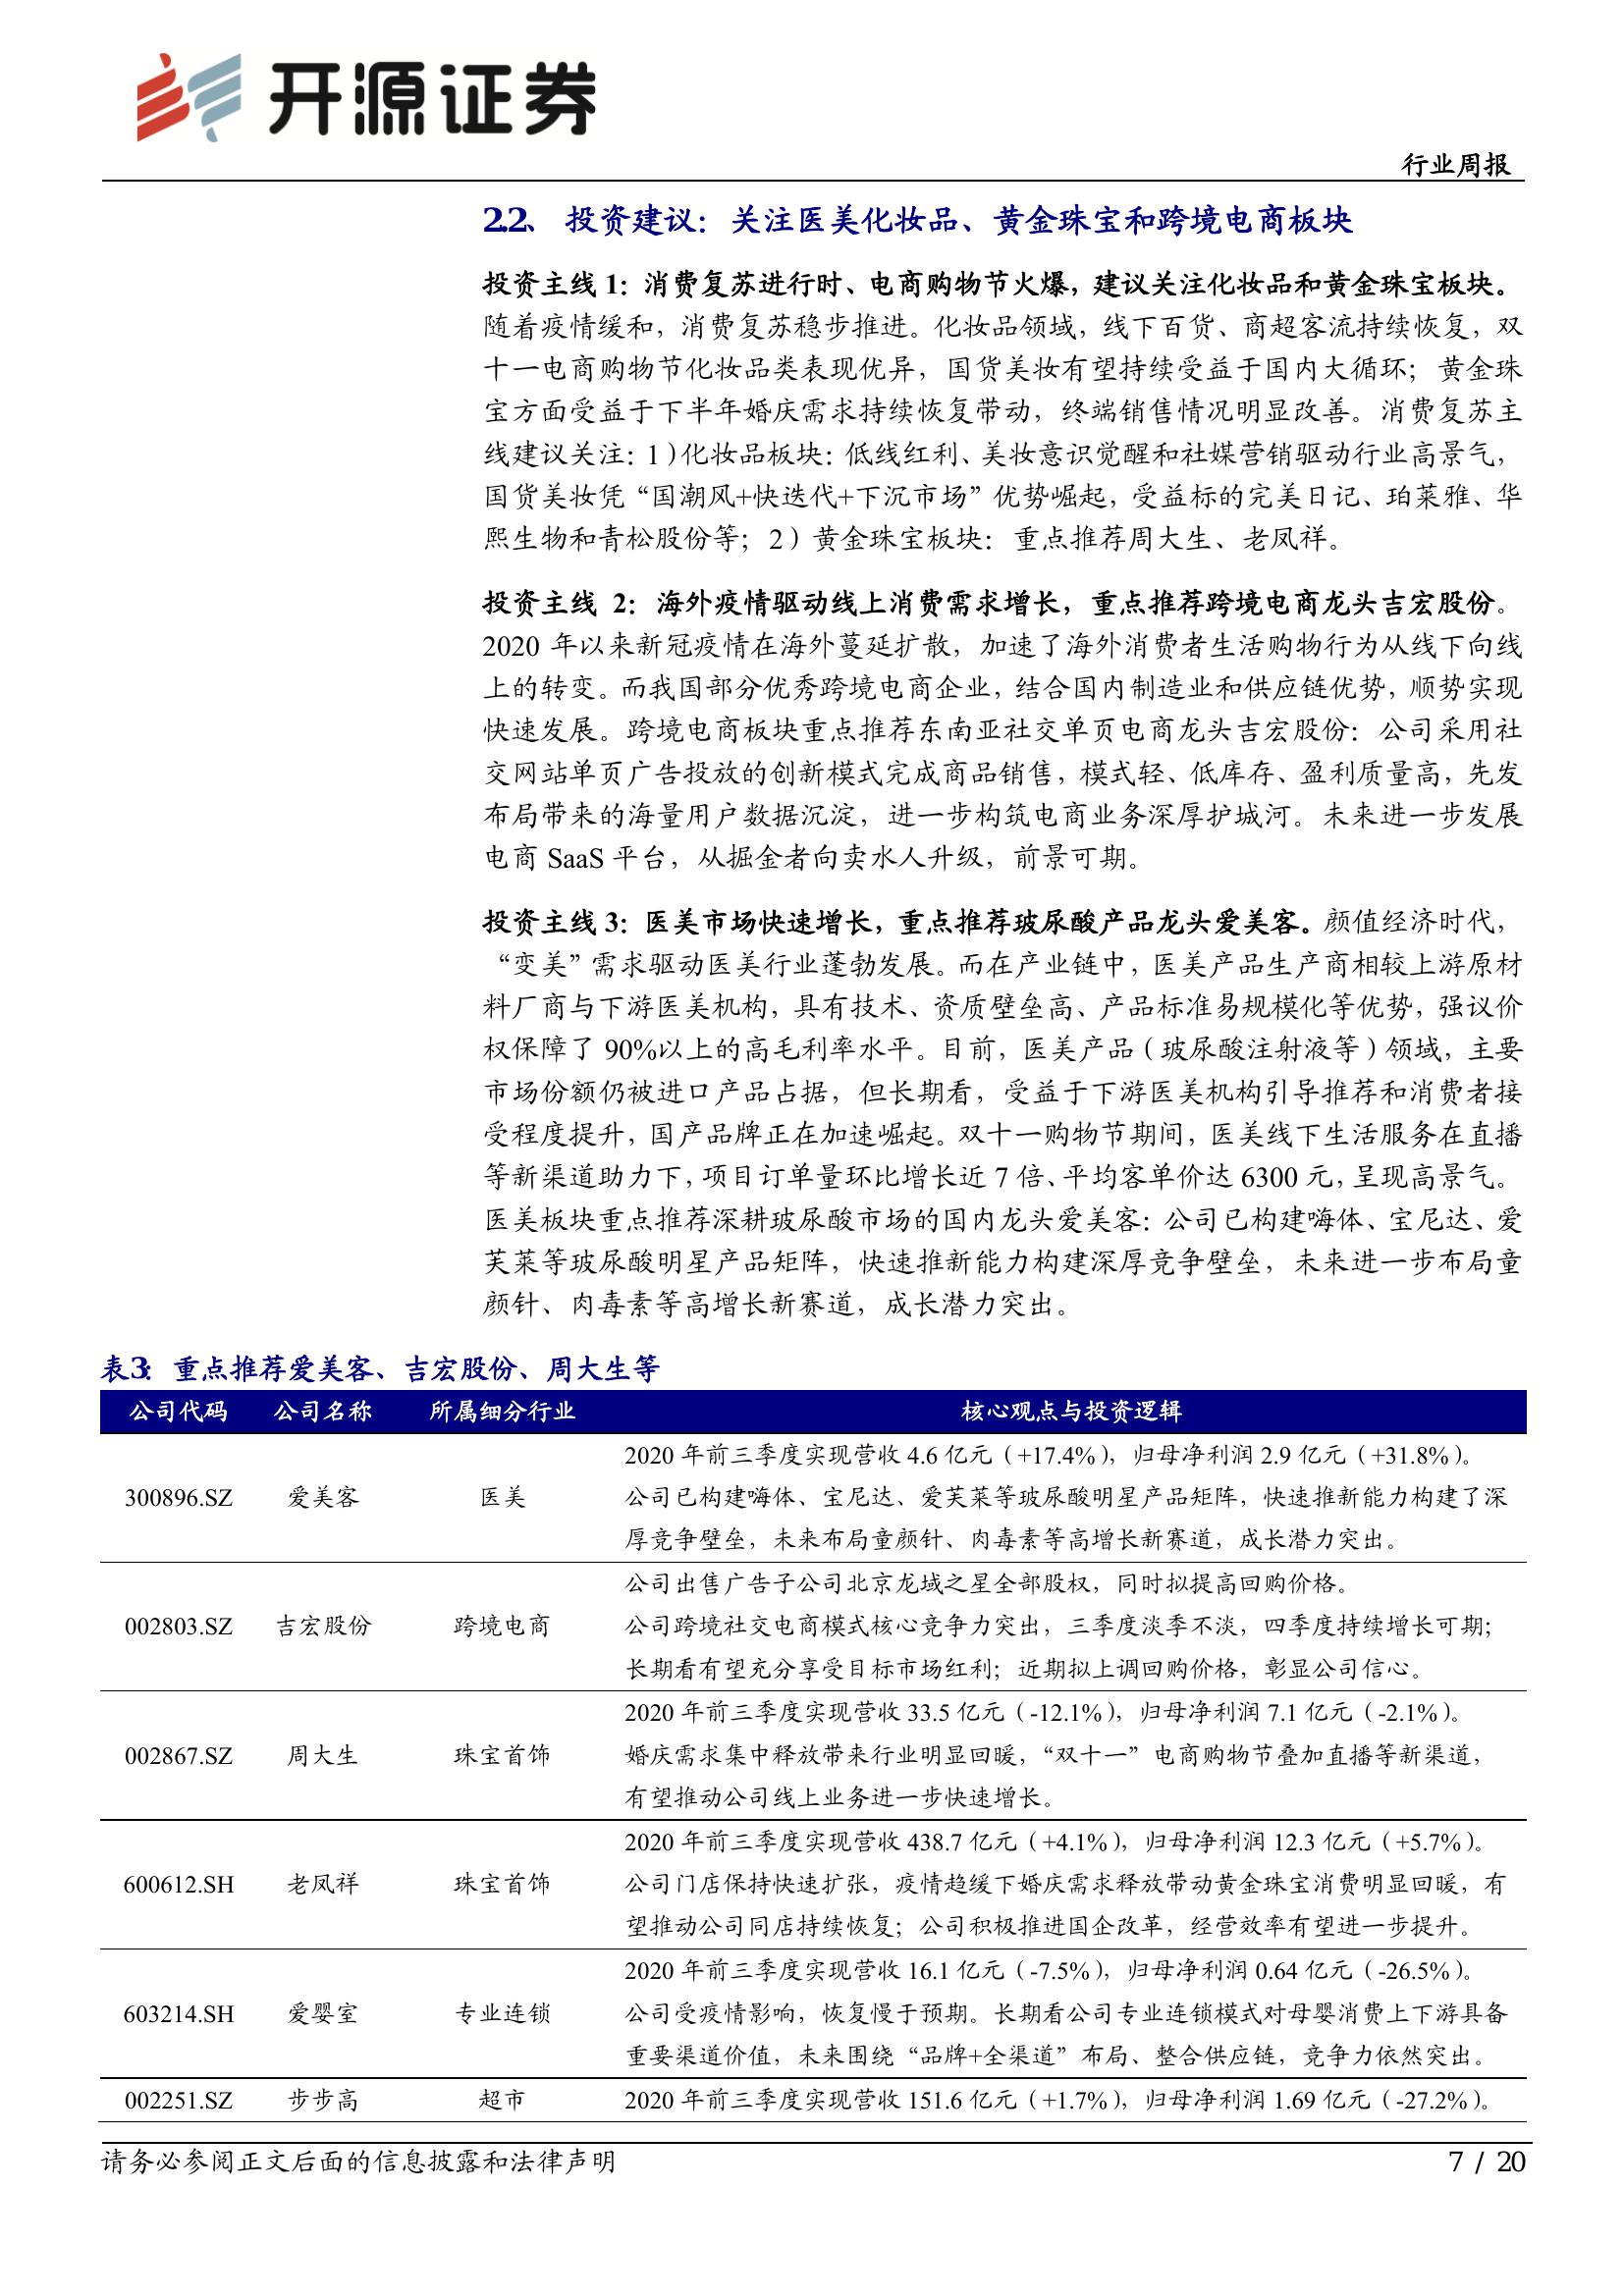 开源证券
行业周报
2.2、 投资建议：关注医美化妆品、黄金珠宝和跨境电商板块
投资主线 1：消费复苏进行时、电商购物节火爆，建议关注化妆品和黄金珠宝板块。
随着疫情缓和，消费复苏稳步推进。化妆品领域，线下百货、商超客流持续恢复，双
十一电商购物节化妆品类表现优异，国货美妆有望持续受益于国内大循环；黄金珠
宝方面受益于下半年婚庆需求持续恢复带动，终端销售情况明显改善。消费复苏主
线建议关注：1）化妆品板块：低线红利、美妆意识觉醒和社媒营销驱动行业高景气，
国货美妆凭“国潮风+快迭代+下沉市场”优势崛起，受益标的完美日记、珀莱雅、华
熙生物和青松股份等；2）黄金珠宝板块：重点推荐周大生、老凤祥。
投资主线 2：海外疫情驱动线上消费需求增长，重点推荐跨境电商龙头吉宏股份。
2020 年以来新冠疫情在海外蔓延扩散，加速了海外消费者生活购物行为从线下向线
上的转变。而我国部分优秀跨境电商企业，结合国内制造业和供应链优势，顺势实现
快速发展。跨境电商板块重点推荐东南亚社交单页电商龙头吉宏股份：公司采用社
交网站单页广告投放的创新模式完成商品销售，模式轻、低库存、盈利质量高，先发
布局带来的海量用户数据沉淀，进一步构筑电商业务深厚护城河。未来进一步发展
电商 SaaS 平台，从掘金者向卖水人升级，前景可期。
投资主线 3：医美市场快速增长，重点推荐玻尿酸产品龙头爱美客。颜值经济时代，
“变美”需求驱动医美行业蓬勃发展。而在产业链中，医美产品生产商相较上游原材
料厂商与下游医美机构，具有技术、资质壁垒高、产品标准易规模化等优势，强议价
权保障了 90%以上的高毛利率水平。目前，医美产品（玻尿酸注射液等）领域，主要
市场份额仍被进口产品占据，但长期看，受益于下游医美机构引导推荐和消费者接
受程度提升，国产品牌正在加速崛起。双十一购物节期间，医美线下生活服务在直播
等新渠道助力下，项目订单量环比增长近 7 倍、平均客单价达 6300 元，呈现高景气。
医美板块重点推荐深耕玻尿酸市场的国内龙头爱美客：公司已构建嗨体、宝尼达、爱
芙莱等玻尿酸明星产品矩阵，快速推新能力构建深厚竞争壁垒，未来进一步布局童
颜针、肉毒素等高增长新赛道，成长潜力突出。
表3： 重点推荐爱美客、吉宏股份、周大生等
公司代码 公司名称 所属细分行业 核心观点与投资逻辑
2020 年前三季度实现营收 4.6 亿元（+17.4%），归母净利润 2.9 亿元（+31.8%）。
300896.SZ 爱美客 医美 公司已构建嗨体、宝尼达、爱芙莱等玻尿酸明星产品矩阵，快速推新能力构建了深
厚竞争壁垒，未来布局童颜针、肉毒素等高增长新赛道，成长潜力突出。
公司出售广告子公司北京龙域之星全部股权，同时拟提高回购价格。
002803.SZ 吉宏股份 跨境电商 公司跨境社交电商模式核心竞争力突出，三季度淡季不淡，四季度持续增长可期；
长期看有望充分享受目标市场红利；近期拟上调回购价格，彰显公司信心。
2020 年前三季度实现营收 33.5 亿元（-12.1%），归母净利润 7.1 亿元（-2.1%）。
002867.SZ 周大生 珠宝首饰 婚庆需求集中释放带来行业明显回暖，“双十一”电商购物节叠加直播等新渠道，
有望推动公司线上业务进一步快速增长。
2020 年前三季度实现营收 438.7 亿元（+4.1%），归母净利润 12.3 亿元（+5.7%）。
600612.SH 老凤祥 珠宝首饰 公司门店保持快速扩张，疫情趋缓下婚庆需求释放带动黄金珠宝消费明显回暖，有
望推动公司同店持续恢复；公司积极推进国企改革，经营效率有望进一步提升。
2020 年前三季度实现营收 16.1 亿元（-7.5%），归母净利润 0.64 亿元（-26.5%）。
603214.SH 爱婴室 专业连锁 公司受疫情影响，恢复慢于预期。长期看公司专业连锁模式对母婴消费上下游具备
重要渠道价值，未来围绕“品牌+全渠道”布局、整合供应链，竞争力依然突出。
002251.SZ 步步高 超市 2020 年前三季度实现营收 151.6 亿元（+1.7%），归母净利润 1.69 亿元（-27.2%）。
请务必参阅正文后面的信息披露和法律声明 7 / 20